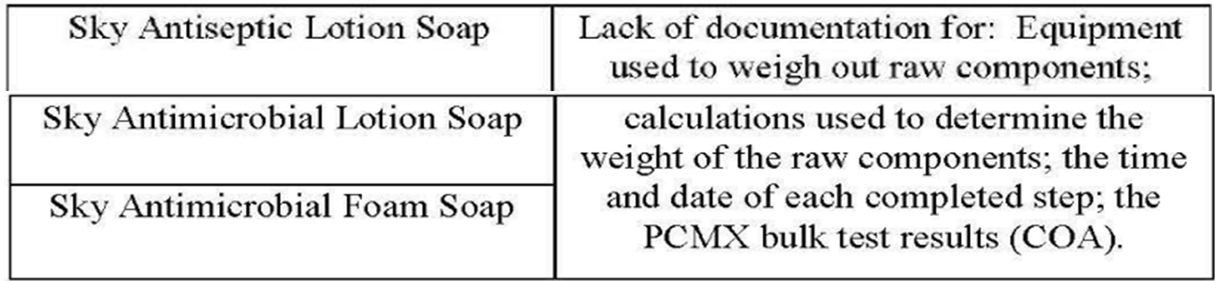 Sky Antiseptic Lotion Soap
Lack of documentation for: Equipment
used to weigh out raw components;
Sky Antimicrobial Lotion Soap
Sky Antimicrobial Foam Soap
calculations used to determine the
weight of the raw components; the time
and date of each completed step; the
PCMX bulk test results (COA).